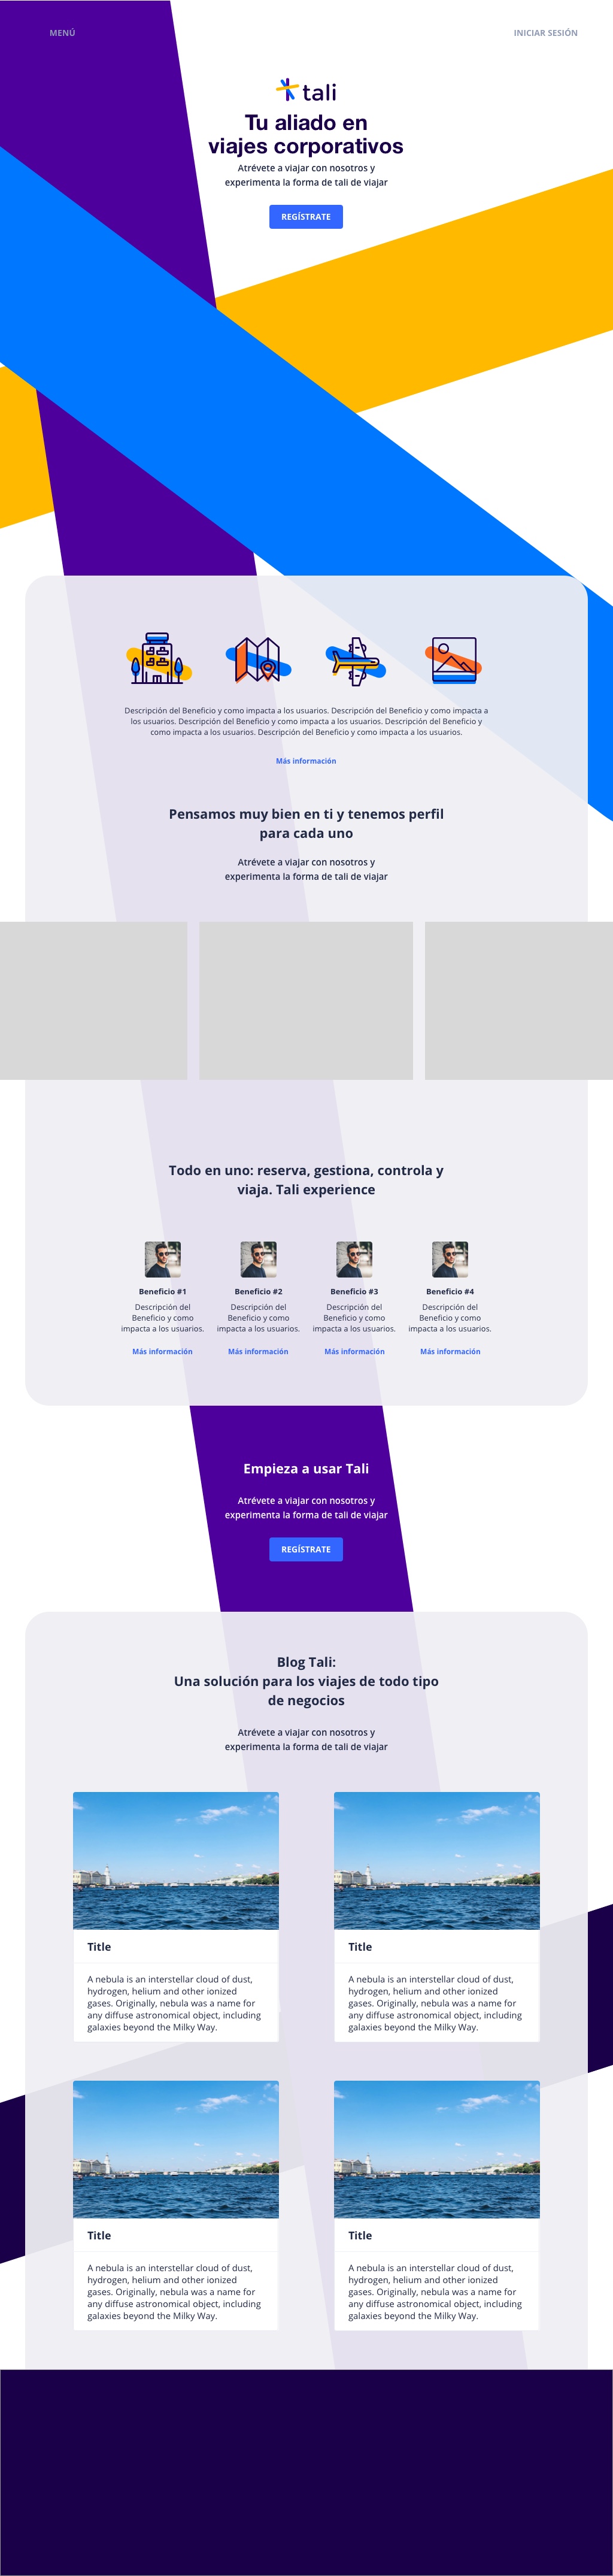 MENÚ
INICIAR SESIÓN
tali
Tu aliado en
viajes corporativos
Atrévete a viajar con nosotros y
experimenta la forma de tali de viajar
REGÍSTRATE
Descripción del Beneficio y como impacta a los usuarios. Descripción del Beneficio y como impacta a
los usuarios. Descripción del Beneficio y como impacta a los usuarios. Descripción del Beneficio y
como impacta a los usuarios. Descripción del Beneficio y como impacta a los usuarios.
Más información
Pensamos muy bien en ti y tenemos perfil
para cada uno
Atrévete a viajar con nosotros y
experimenta la forma de tali de viajar
Todo en uno: reserva, gestiona, controla y
viaja. Tali experience
Beneficio #1
Descripción del
Beneficio y como
impacta a los usuarios.
Más información
Beneficio #2
Descripción del
Beneficio y como
impacta a los usuarios.
Más información
Beneficio #3
Descripción del
Beneficio y como
impacta a los usuarios.
Más información
Beneficio #4
Descripción del
Beneficio y como
impacta a los usuarios.
Más información
Empieza a usar Tali
Atrévete a viajar con nosotros y
experimenta la forma de tali de viajar
REGÍSTRATE
Blog Tali:
Una solución para los viajes de todo tipo
de negocios
Atrévete a viajar con nosotros y
experimenta la forma de tali de viajar
Title
A nebula is an interstellar cloud of dust,
hydrogen, helium and other ionized
gases. Originally, nebula was a name for
any diffuse astronomical object, including
galaxies beyond the Milky Way.
Title
A nebula is an interstellar cloud of dust,
hydrogen, helium and other ionized
gases. Originally, nebula was a name for
any diffuse astronomical object, including
galaxies beyond the Milky Way.
Title
A nebula is an interstellar cloud of dust,
hydrogen, helium and other ionized
gases. Originally, nebula was a name for
any diffuse astronomical object, including
galaxies beyond the Milky Way.
Title
A nebula is an interstellar cloud of dust,
hydrogen, helium and other ionized
gases. Originally, nebula was a name for
any diffuse astronomical object, including
galaxies beyond the Milky Way.